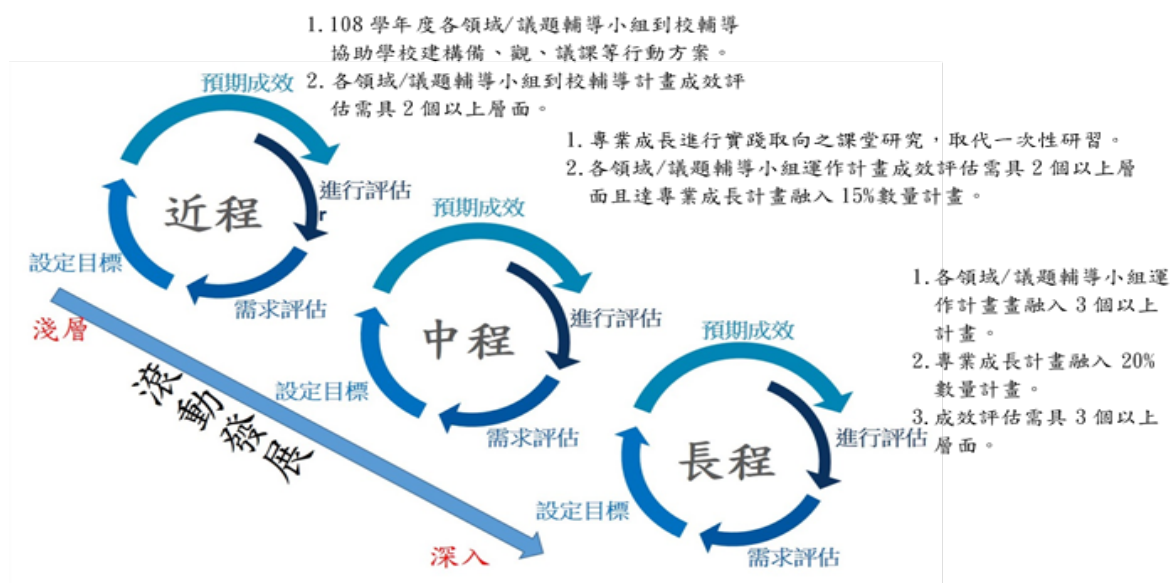 1. 108 學年度各領域/議題輔導小組到校輔導
協助學校建構備、觀、議課等行動方案。
2. 各領域/議題輔導小組到校輔導計畫成效評
估需具 2 個以上層面。
預期成效
進行評估
r
近程
設定目標
需求評估
1. 專業成長進行實踐取向之課堂研究，取代一次性研習。
2. 各領域/議題輔導小組運作計畫成效評估需具 2 個以上層
面且達專業成長計畫融入 15%數量計畫。
預期成效
進行評估
中程
設定目標
需求評估
1. 各領域/議題輔導小組運
作計畫畫融入 3 個以上
計畫。
2. 專業成長計畫融入 20%
數量計畫。
3. 成效評估需具 3 個以上
層面。
預期成效
進行評估
長程
設定目標
需求評估
淺層
滾動發展
深入